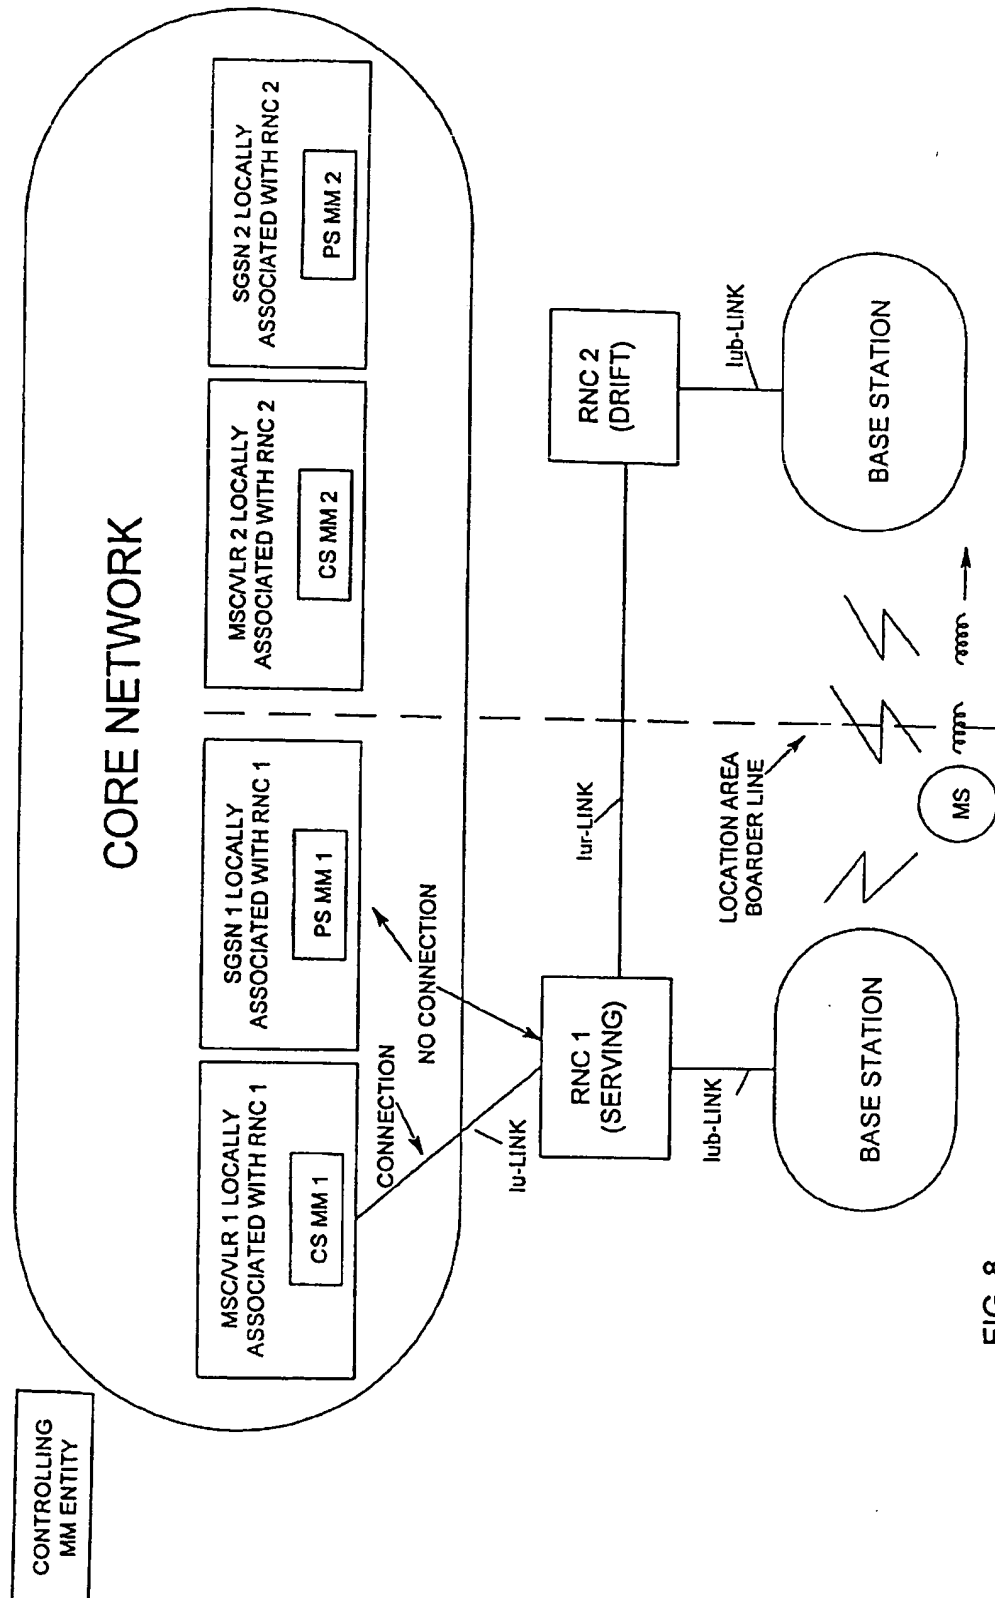 CONTROLLING
MM ENTITY
CORE NETWORK
MSC/VLR 1 LOCALLY
ASSOCIATED WITH RNC 1
CS MM 1
SGSN 1 LOCALLY
ASSOCIATED WITH RNC 1
PS MM 1
MSC/VLR 2 LOCALLY
ASSOCIATED WITH RNC 2
CS MM 2
SGSN 2 LOCALLY
ASSOCIATED WITH RNC 2
PS MM 2
CONNECTION
NO CONNECTION
Iu-LINK
RNC 1
(SERVING)
Iur-LINK
RNC 2
(DRIFT)
Iub-LINK
Iub-LINK
LOCATION AREA
BOARDER LINE
BASE STATION
MS
BASE STATION
FIG. 8